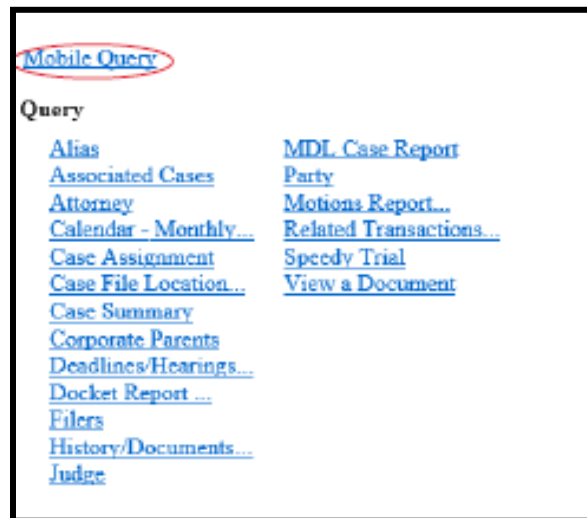 Mobile Query
Query
Alias
Associated Cases
Attorney
Calendar - Monthly...
Case Assignment
Case File Location...
Case Summary
Corporate Parents
Deadlines/Hearings...
Docket Report ...
Filers
History/Documents...
Judge
MDL Case Report
Party
Motions Report...
Related Transactions...
Speedy Trial
View a Document